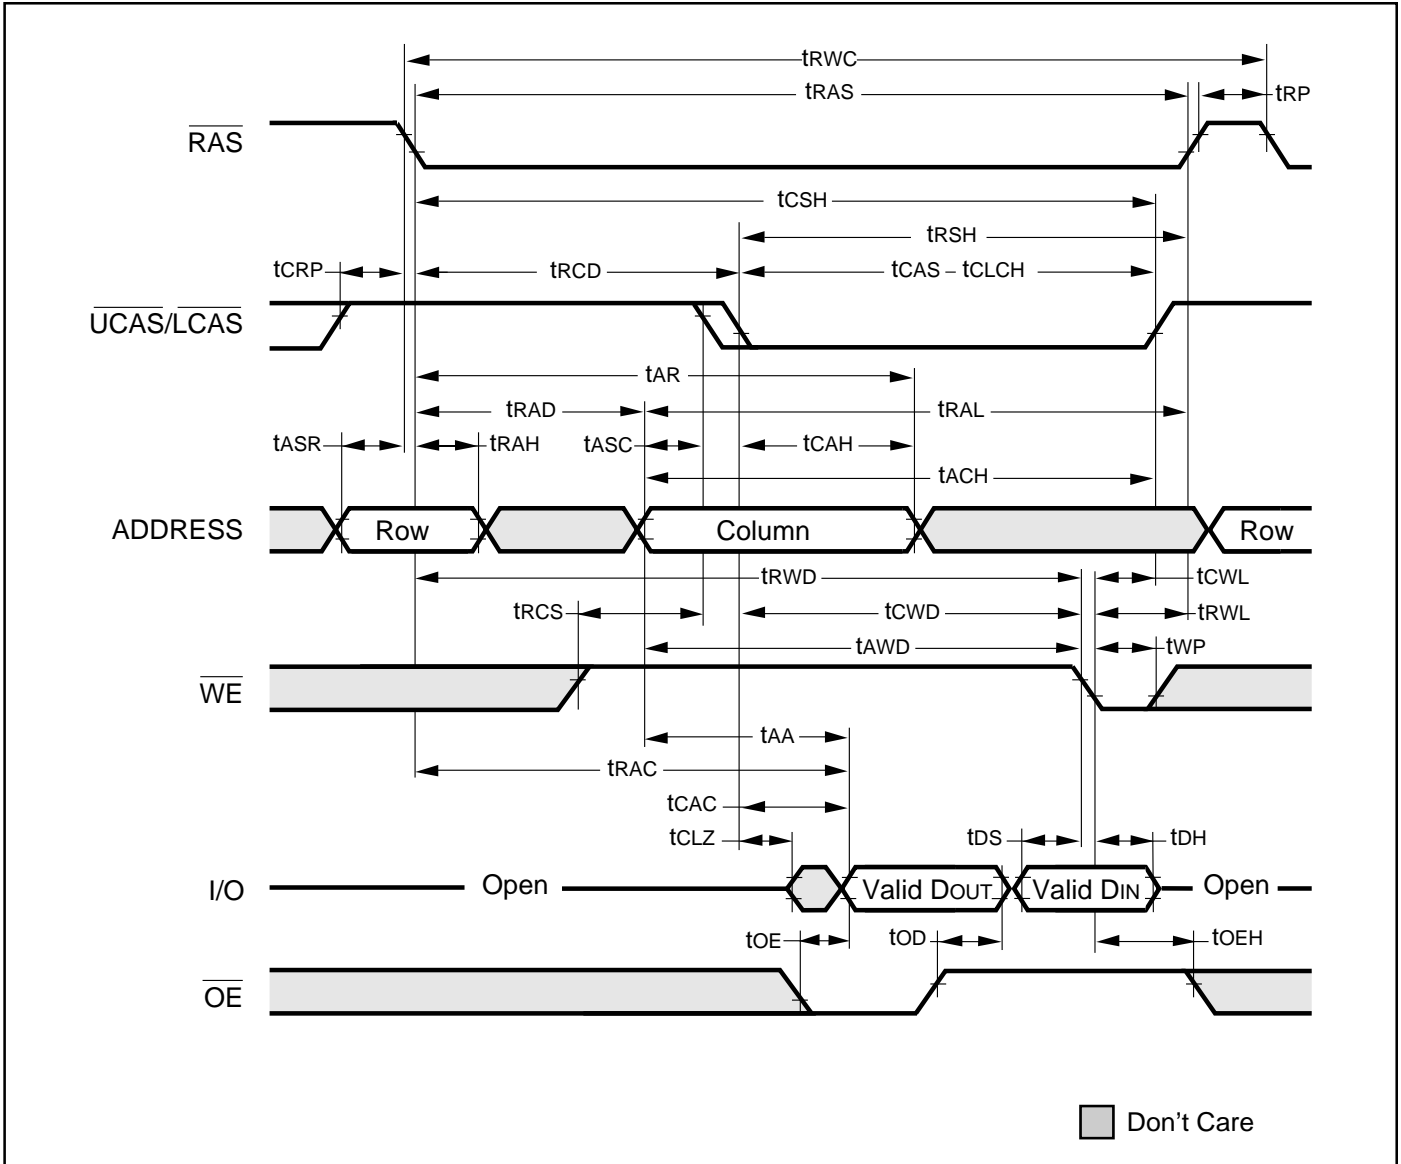 tRWC
tRAS
tRP
RAS
tCSH
tRSH
tCRP
tRCD
tCAS – tCLCH
UCAS/LCAS
tAR
tRAD
tRAL
tASR
tRAH
tASC
tCAH
tACH
ADDRESS
Row
Column
Row
tRWD
tCWL
tRCS
tCWD
tRWL
tAWD
tWP
WE
tAA
tRAC
tCAC
tCLZ
tDS
tDH
I/O
Open
Valid DOUT
Valid DIN
Open
tOE
tOD
tOEH
OE
Don't Care